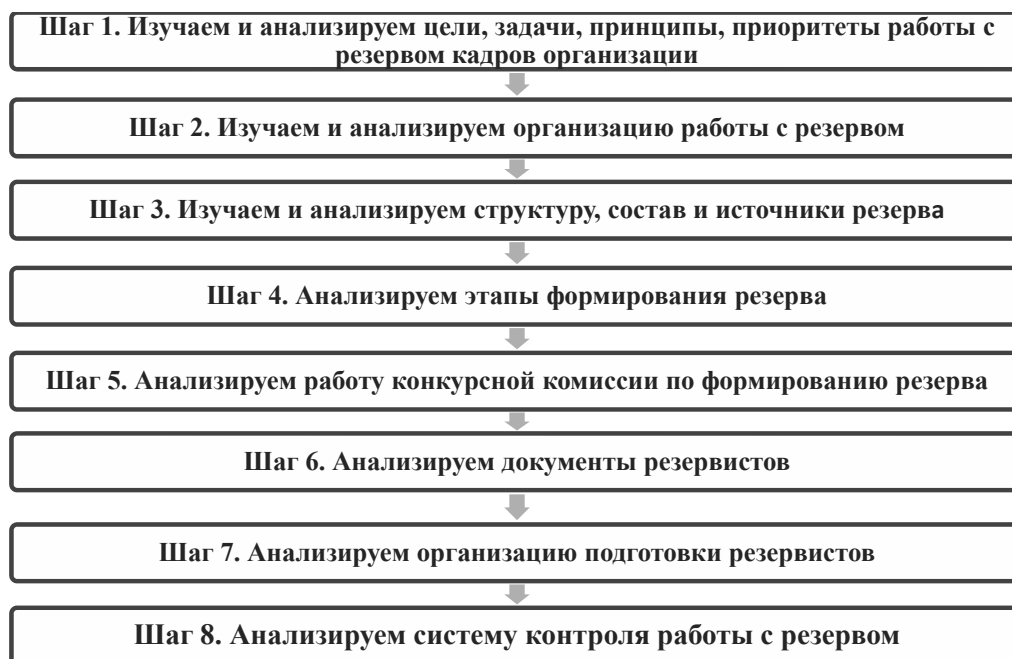 Шаг 1. Изучаем и анализируем цели, задачи, принципы, приоритеты работы с
резервом кадров организации
Шаг 2. Изучаем и анализируем организацию работы с резервом
Шаг 3. Изучаем и анализируем структуру, состав и источники резерва
Шаг 4. Анализируем этапы формирования резерва
Шаг 5. Анализируем работу конкурсной комиссии по формированию резерва
Шаг 6. Анализируем документы резервистов
Шаг 7. Анализируем организацию подготовки резервистов
Шаг 8. Анализируем систему контроля работы с резервом